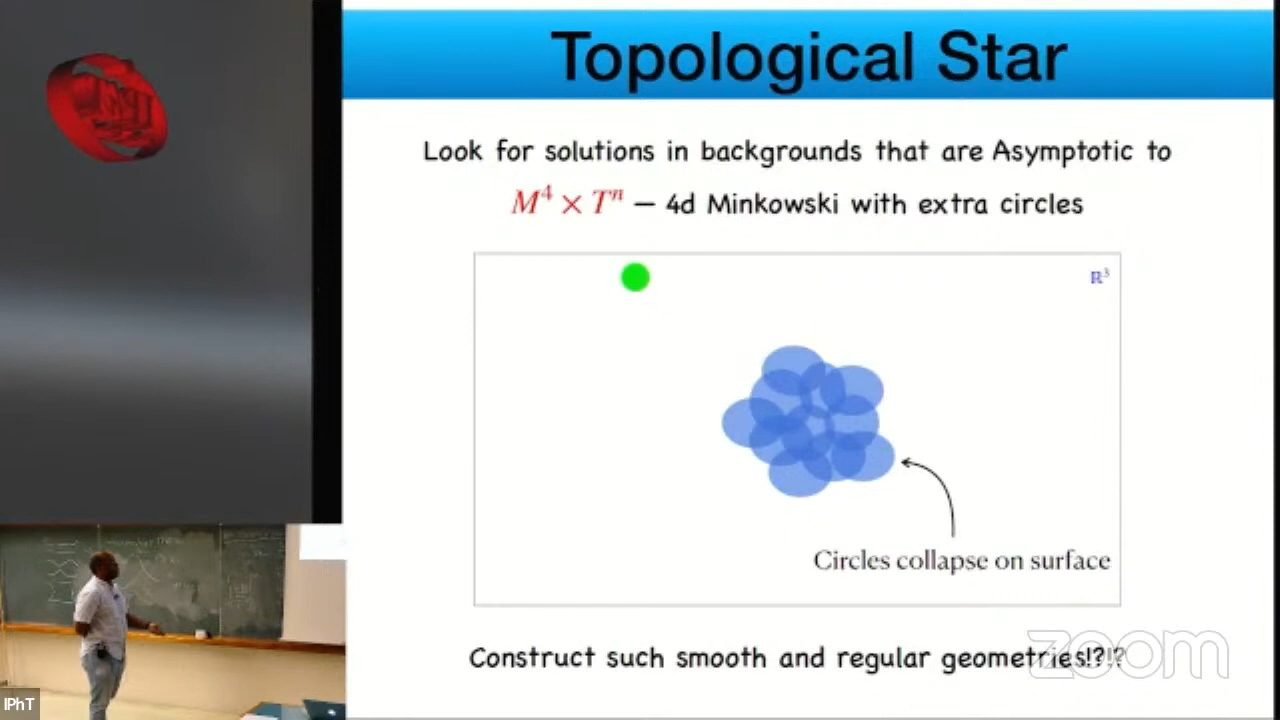 Topological Star
Look for solutions in backgrounds that are Asymptotic to
M⁴ × Tⁿ – 4d Minkowski with extra circles
ℝ³
Circles collapse on surface
Construct such smooth and regular geometries!?!?
zoom
IPhT